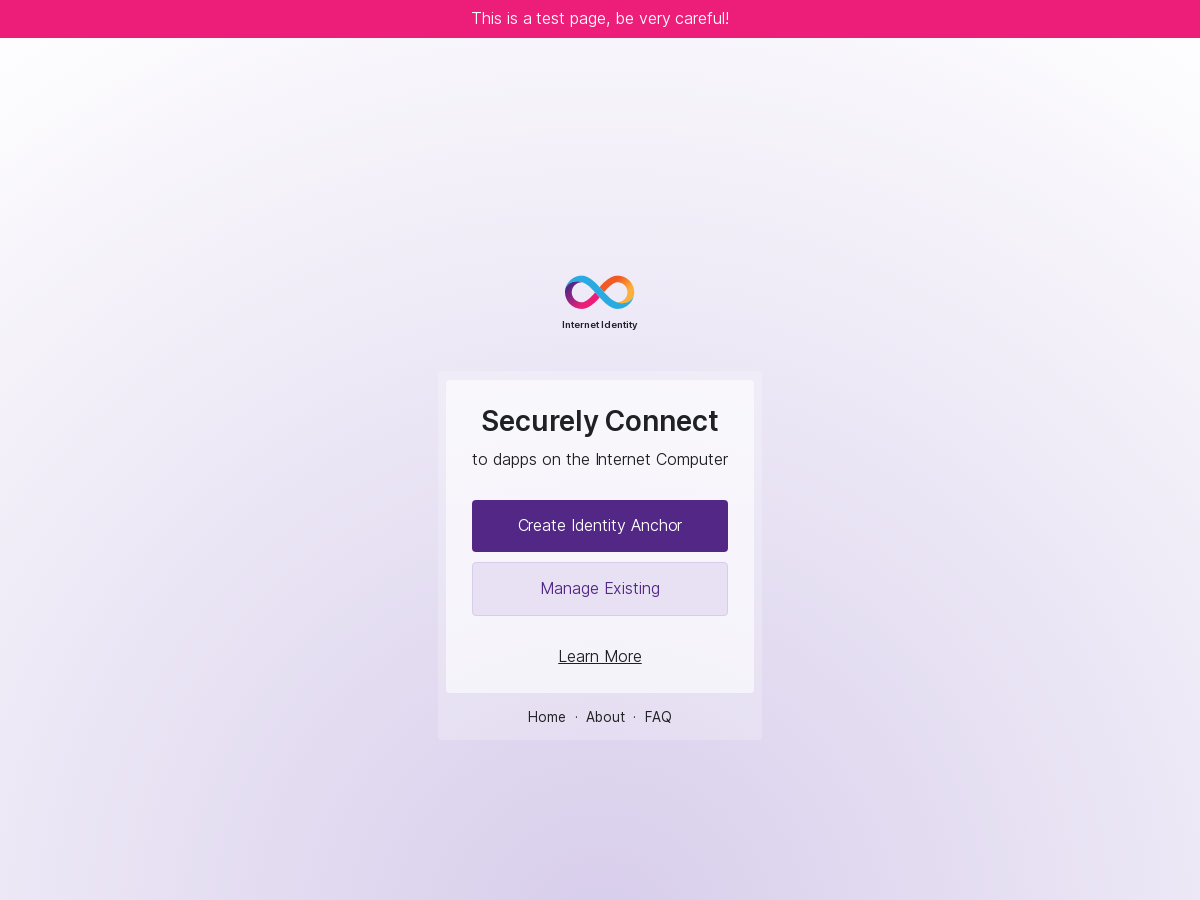 This is a test page, be very careful!
Internet Identity
Securely Connect
to dapps on the Internet Computer
Create Identity Anchor
Manage Existing
Learn More
Home · About · FAQ